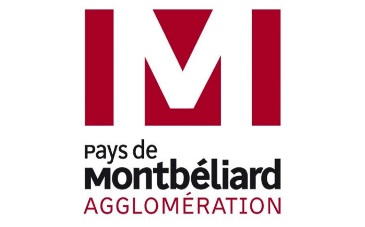 M
Pays de
Montbéliard
AGGLOMÉRATION